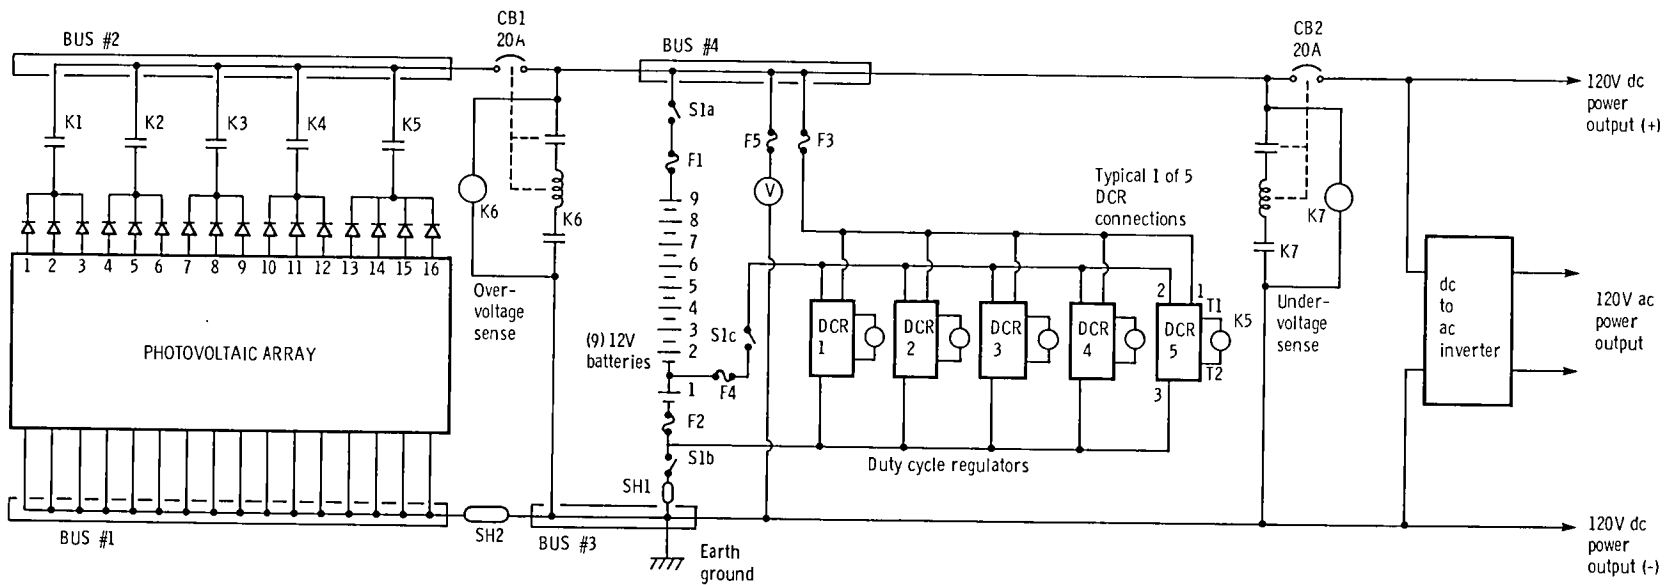 BUS #2
CB1
20A
BUS #4
CB2
20A
120V dc
power
output (+)
K1
K2
K3
K4
K5
S1a
F1
F5
F3
V
K6
K6
Over-
voltage
sense
9
8
7
6
5
4
3
2
1
(9) 12V
batteries
S1c
F4
F2
S1b
SH1
Typical 1 of 5
DCR
connections
DCR
1
DCR
2
DCR
3
DCR
4
DCR
5
2
1
3
T1
T2
K5
Duty cycle regulators
K7
K7
Under-
voltage
sense
dc
to
ac
inverter
120V ac
power
output
1 2 3 4 5 6 7 8 9 10 11 12 13 14 15 16
PHOTOVOLTAIC ARRAY
BUS #1
SH2
BUS #3
Earth
ground
120V dc
power
output (-)